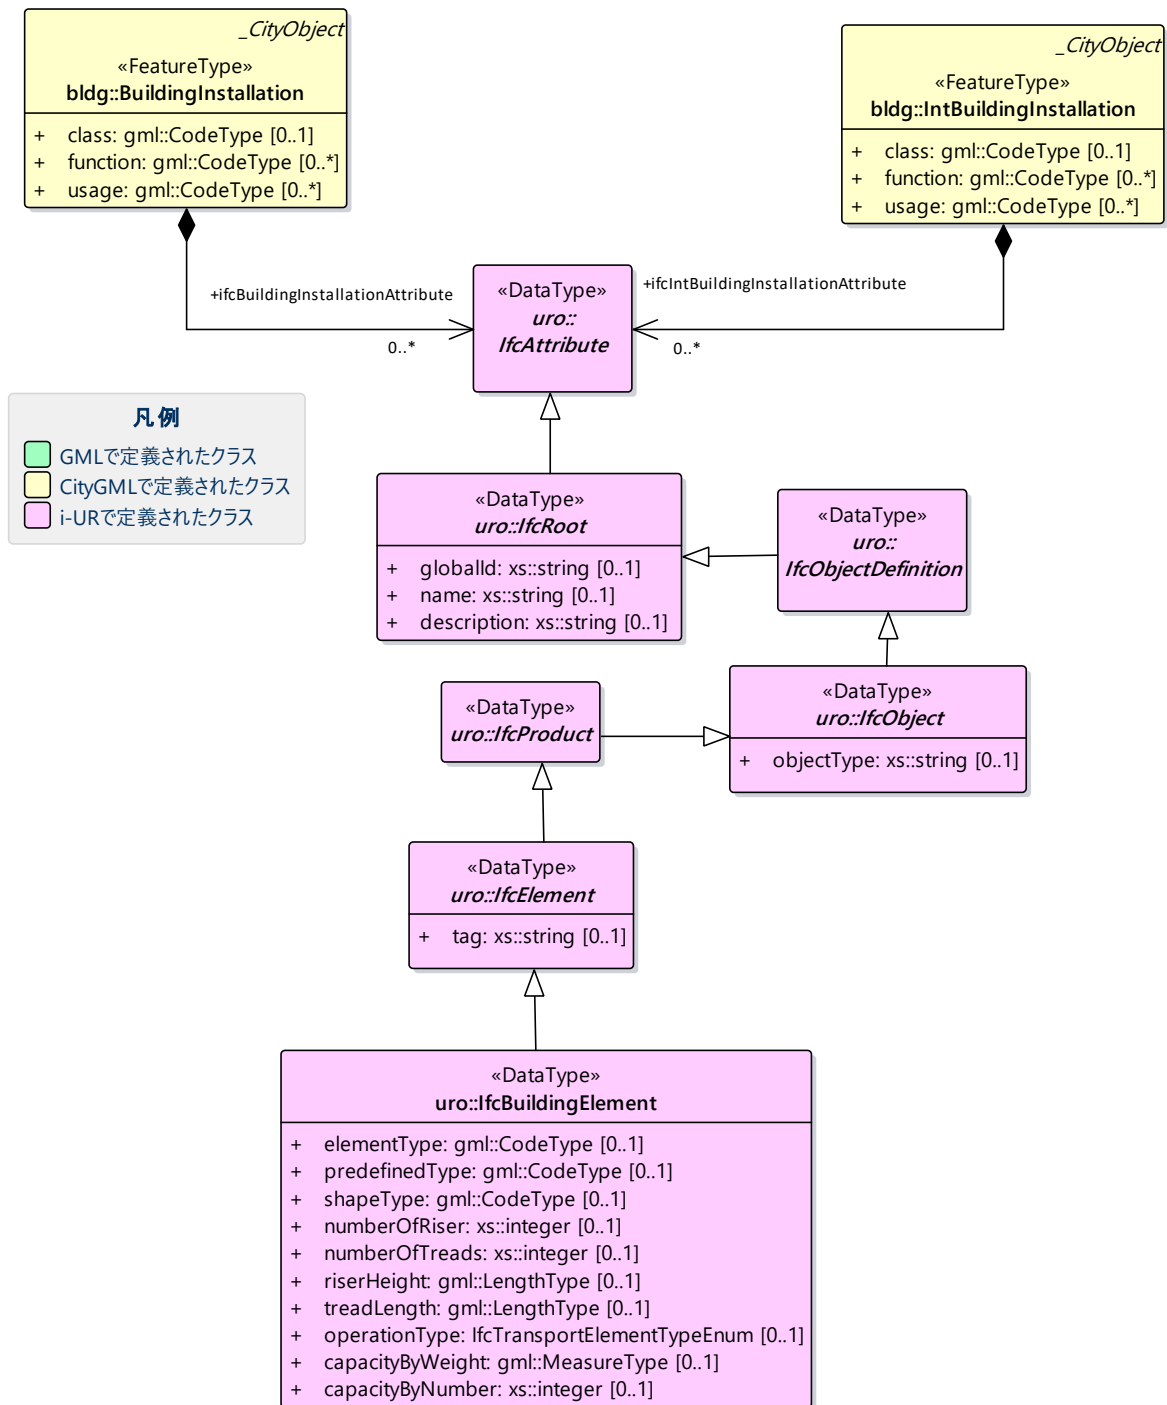 _CityObject
«FeatureType»
bldg::BuildingInstallation
+ class: gml::CodeType [0..1]
+ function: gml::CodeType [0..*]
+ usage: gml::CodeType [0..*]
_CityObject
«FeatureType»
bldg::IntBuildingInstallation
+ class: gml::CodeType [0..1]
+ function: gml::CodeType [0..*]
+ usage: gml::CodeType [0..*]
+ifcBuildingInstallationAttribute
0..*
+ifcIntBuildingInstallationAttribute
0..*
«DataType»
uro::
IfcAttribute
凡例
GMLで定義されたクラス
CityGMLで定義されたクラス
i-URで定義されたクラス
«DataType»
uro::IfcRoot
+ globalId: xs::string [0..1]
+ name: xs::string [0..1]
+ description: xs::string [0..1]
«DataType»
uro::
IfcObjectDefinition
«DataType»
uro::IfcProduct
«DataType»
uro::IfcObject
+ objectType: xs::string [0..1]
«DataType»
uro::IfcElement
+ tag: xs::string [0..1]
«DataType»
uro::IfcBuildingElement
+ elementType: gml::CodeType [0..1]
+ predefinedType: gml::CodeType [0..1]
+ shapeType: gml::CodeType [0..1]
+ numberOfRiser: xs::integer [0..1]
+ numberOfTreads: xs::integer [0..1]
+ riserHeight: gml::LengthType [0..1]
+ treadLength: gml::LengthType [0..1]
+ operationType: IfcTransportElementTypeEnum [0..1]
+ capacityByWeight: gml::MeasureType [0..1]
+ capacityByNumber: xs::integer [0..1]